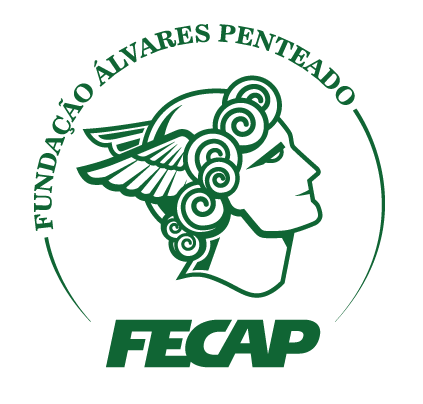 FUNDAÇÃO ÁLVARES PENTEADO
FECAP